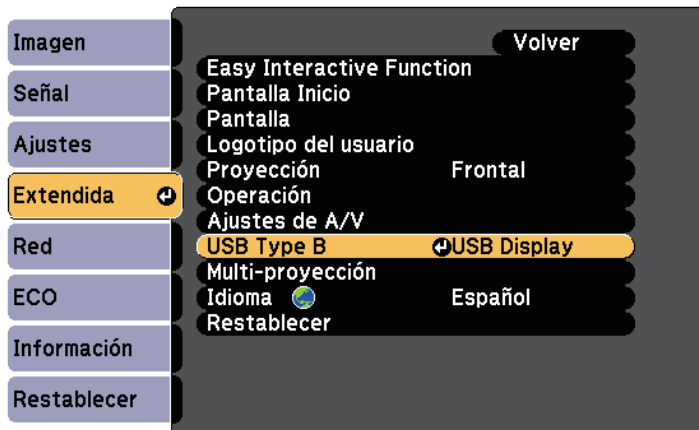 Imagen
Señal
Ajustes
Extendida
Red
ECO
Información
Restablecer
Volver
Easy Interactive Function
Pantalla Inicio
Pantalla
Logotipo del usuario
Proyección Frontal
Operación
Ajustes de A/V
USB Type B USB Display
Multi-proyección
Idioma Español
Restablecer